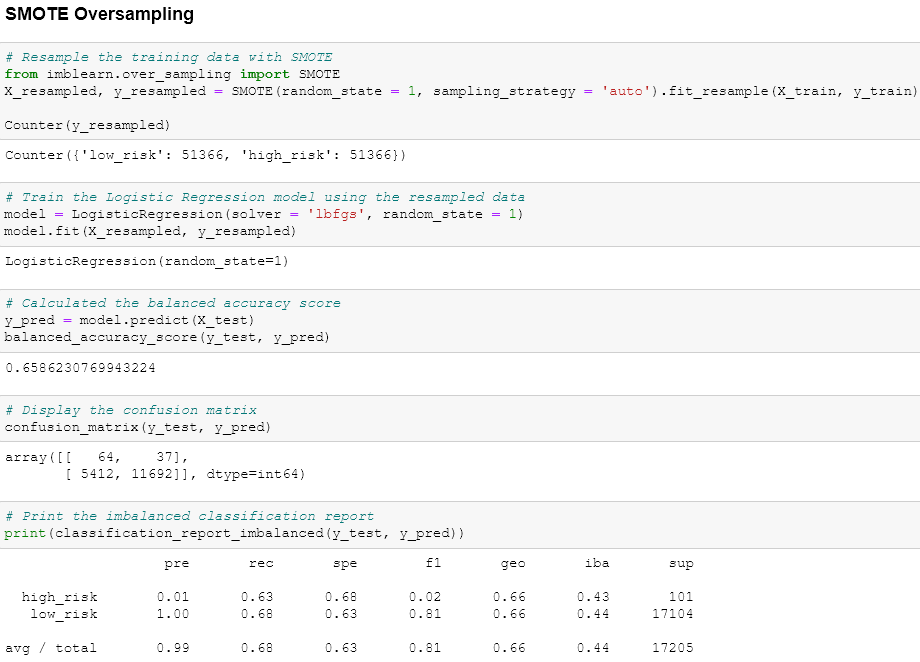 SMOTE Oversampling
# Resample the training data with SMOTE
from imblearn.over_sampling import SMOTE
X_resampled, y_resampled = SMOTE(random_state = 1, sampling_strategy = 'auto').fit_resample(X_train, y_train)
Counter(y_resampled)
Counter({'low_risk': 51366, 'high_risk': 51366})
# Train the Logistic Regression model using the resampled data
model = LogisticRegression(solver = 'lbfgs', random_state = 1)
model.fit(X_resampled, y_resampled)
LogisticRegression(random_state=1)
# Calculated the balanced accuracy score
y_pred = model.predict(X_test)
balanced_accuracy_score(y_test, y_pred)
0.6586230769943224
# Display the confusion matrix
confusion_matrix(y_test, y_pred)
array([[   64,    37],
       [ 5412, 11692]], dtype=int64)
# Print the imbalanced classification report
print(classification_report_imbalanced(y_test, y_pred))
pre rec spe f1 geo iba sup
high_risk 0.01 0.63 0.68 0.02 0.66 0.43 101
low_risk 1.00 0.68 0.63 0.81 0.66 0.44 17104
avg / total 0.99 0.68 0.63 0.81 0.66 0.44 17205